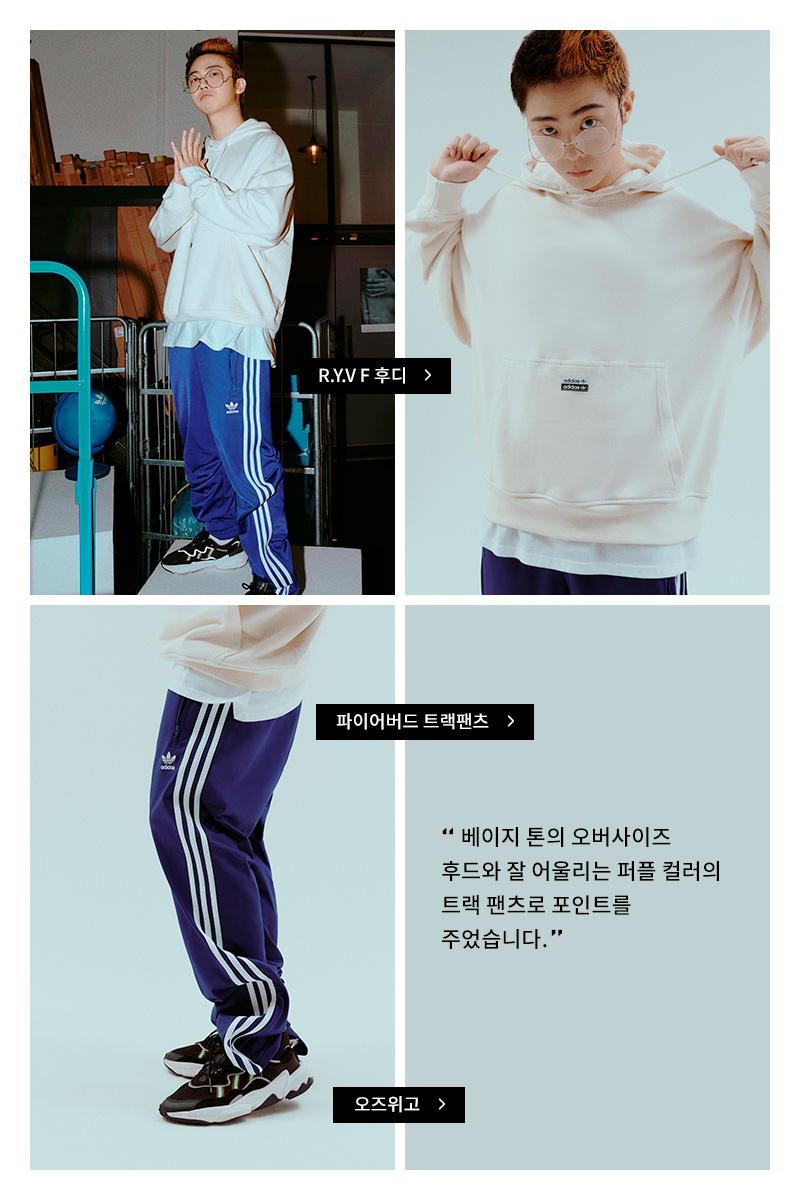 R.Y.V F 후디 >
adidas
adidas
adidas
파이어버드 트랙팬츠 >
adidas
“ 베이지 톤의 오버사이즈
후드와 잘 어울리는 퍼플 컬러의
트랙 팬츠로 포인트를
주었습니다.”
오즈위고 >